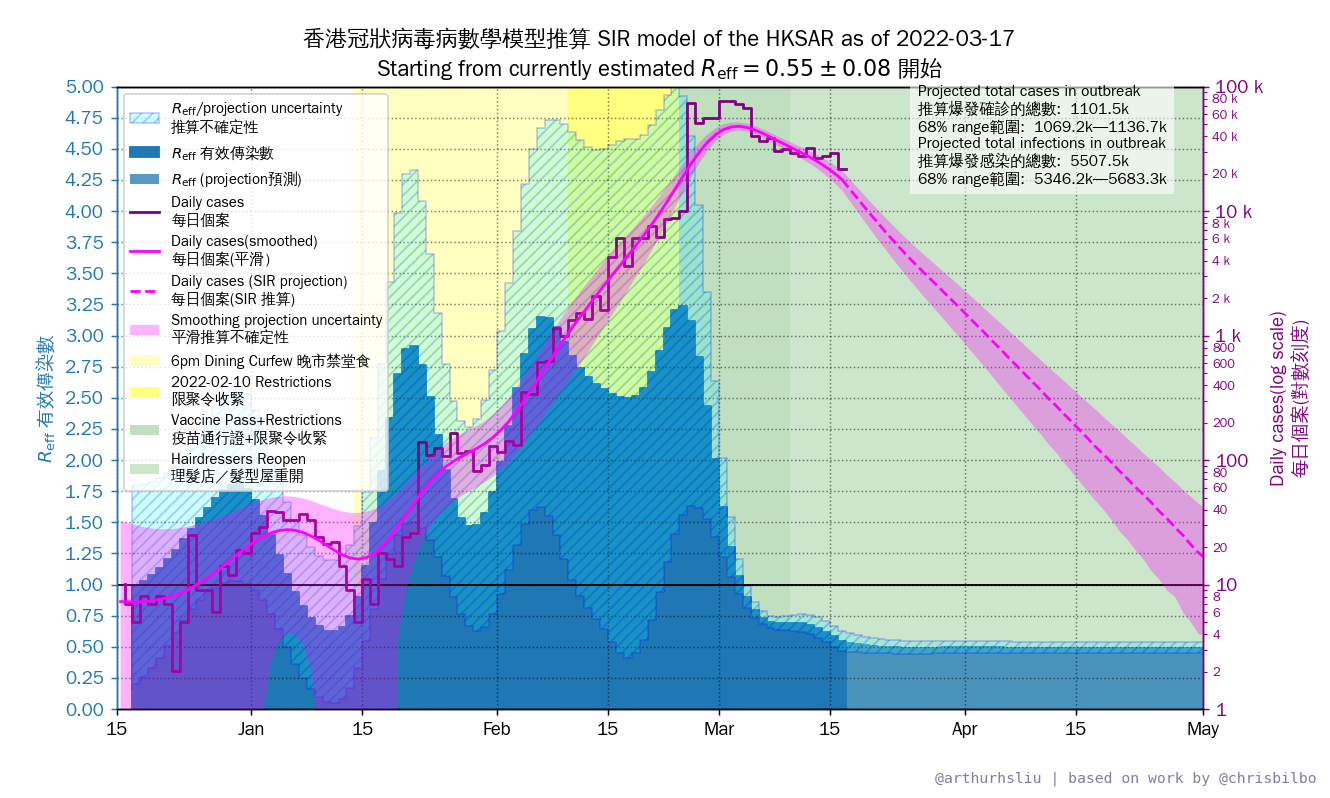 香港冠狀病毒病數學模型推算 SIR model of the HKSAR as of 2022-03-17
Starting from currently estimated Reff = 0.55 ± 0.08 開始
Reff/projection uncertainty
推算不確定性
Reff 有效傳染數
Reff (projection預測)
Daily cases
每日個案
Daily cases(smoothed)
每日個案(平滑）
Daily cases (SIR projection)
每日個案(SIR 推算)
Smoothing projection uncertainty
平滑推算不確定性
6pm Dining Curfew 晚市禁堂食
2022-02-10 Restrictions
限聚令收緊
Vaccine Pass+Restrictions
疫苗通行證+限聚令收緊
Hairdressers Reopen
理髮店／髮型屋重開
Projected total cases in outbreak
推算爆發確診的總數: 1101.5k
68% range範圍: 1069.2k—1136.7k
Projected total infections in outbreak
推算爆發感染的總數: 5507.5k
68% range範圍: 5346.2k—5683.3k
Reff 有效傳染數
5.00
4.75
4.50
4.25
4.00
3.75
3.50
3.25
3.00
2.75
2.50
2.25
2.00
1.75
1.50
1.25
1.00
0.75
0.50
0.25
0.00
100 k
80 k
60 k
40 k
20 k
10 k
8 k
6 k
4 k
2 k
1 k
800
600
400
200
100
80
60
40
20
10
8
6
4
2
1
Daily cases(log scale)
每日個案(對數刻度)
15 Jan 15 Feb 15 Mar 15 Apr 15 May
@arthurhsliu | based on work by @chrisbilbo